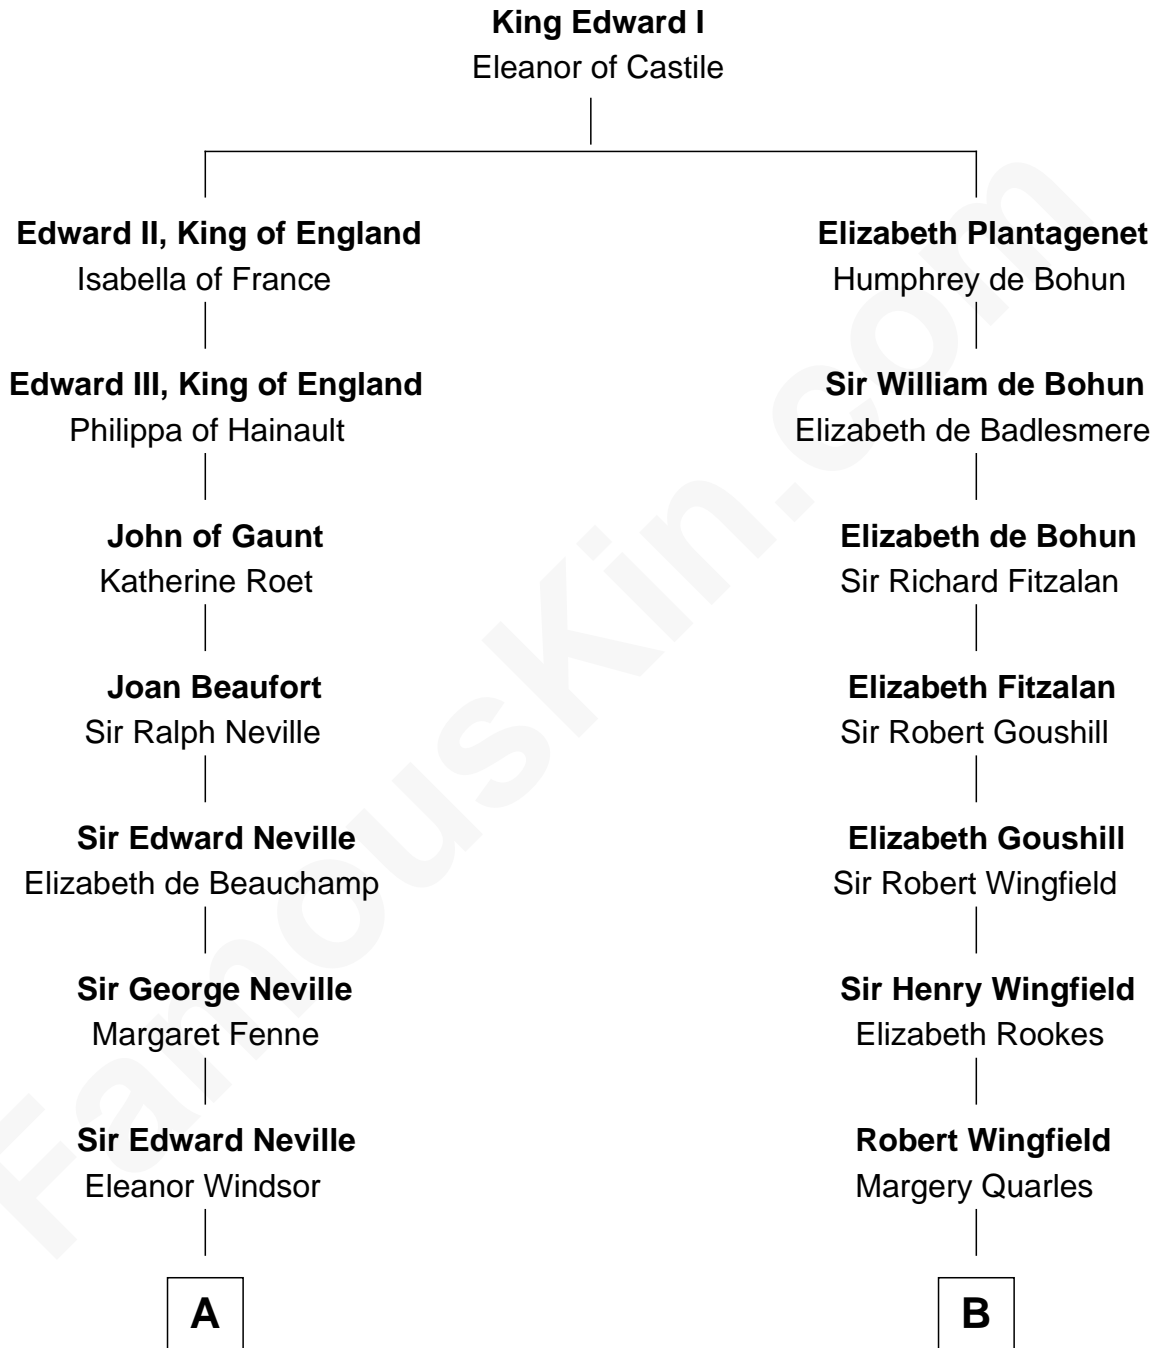 King Edward I
Eleanor of Castile
Edward II, King of England
Isabella of France
Elizabeth Plantagenet
Humphrey de Bohun
Edward III, King of England
Philippa of Hainault
Sir William de Bohun
Elizabeth de Badlesmere
John of Gaunt
Katherine Roet
Elizabeth de Bohun
Sir Richard Fitzalan
Joan Beaufort
Sir Ralph Neville
Elizabeth Fitzalan
Sir Robert Goushill
Sir Edward Neville
Elizabeth de Beauchamp
Elizabeth Goushill
Sir Robert Wingfield
Sir George Neville
Margaret Fenne
Sir Henry Wingfield
Elizabeth Rookes
Sir Edward Neville
Eleanor Windsor
Robert Wingfield
Margery Quarles
A
B
FamousKin.com